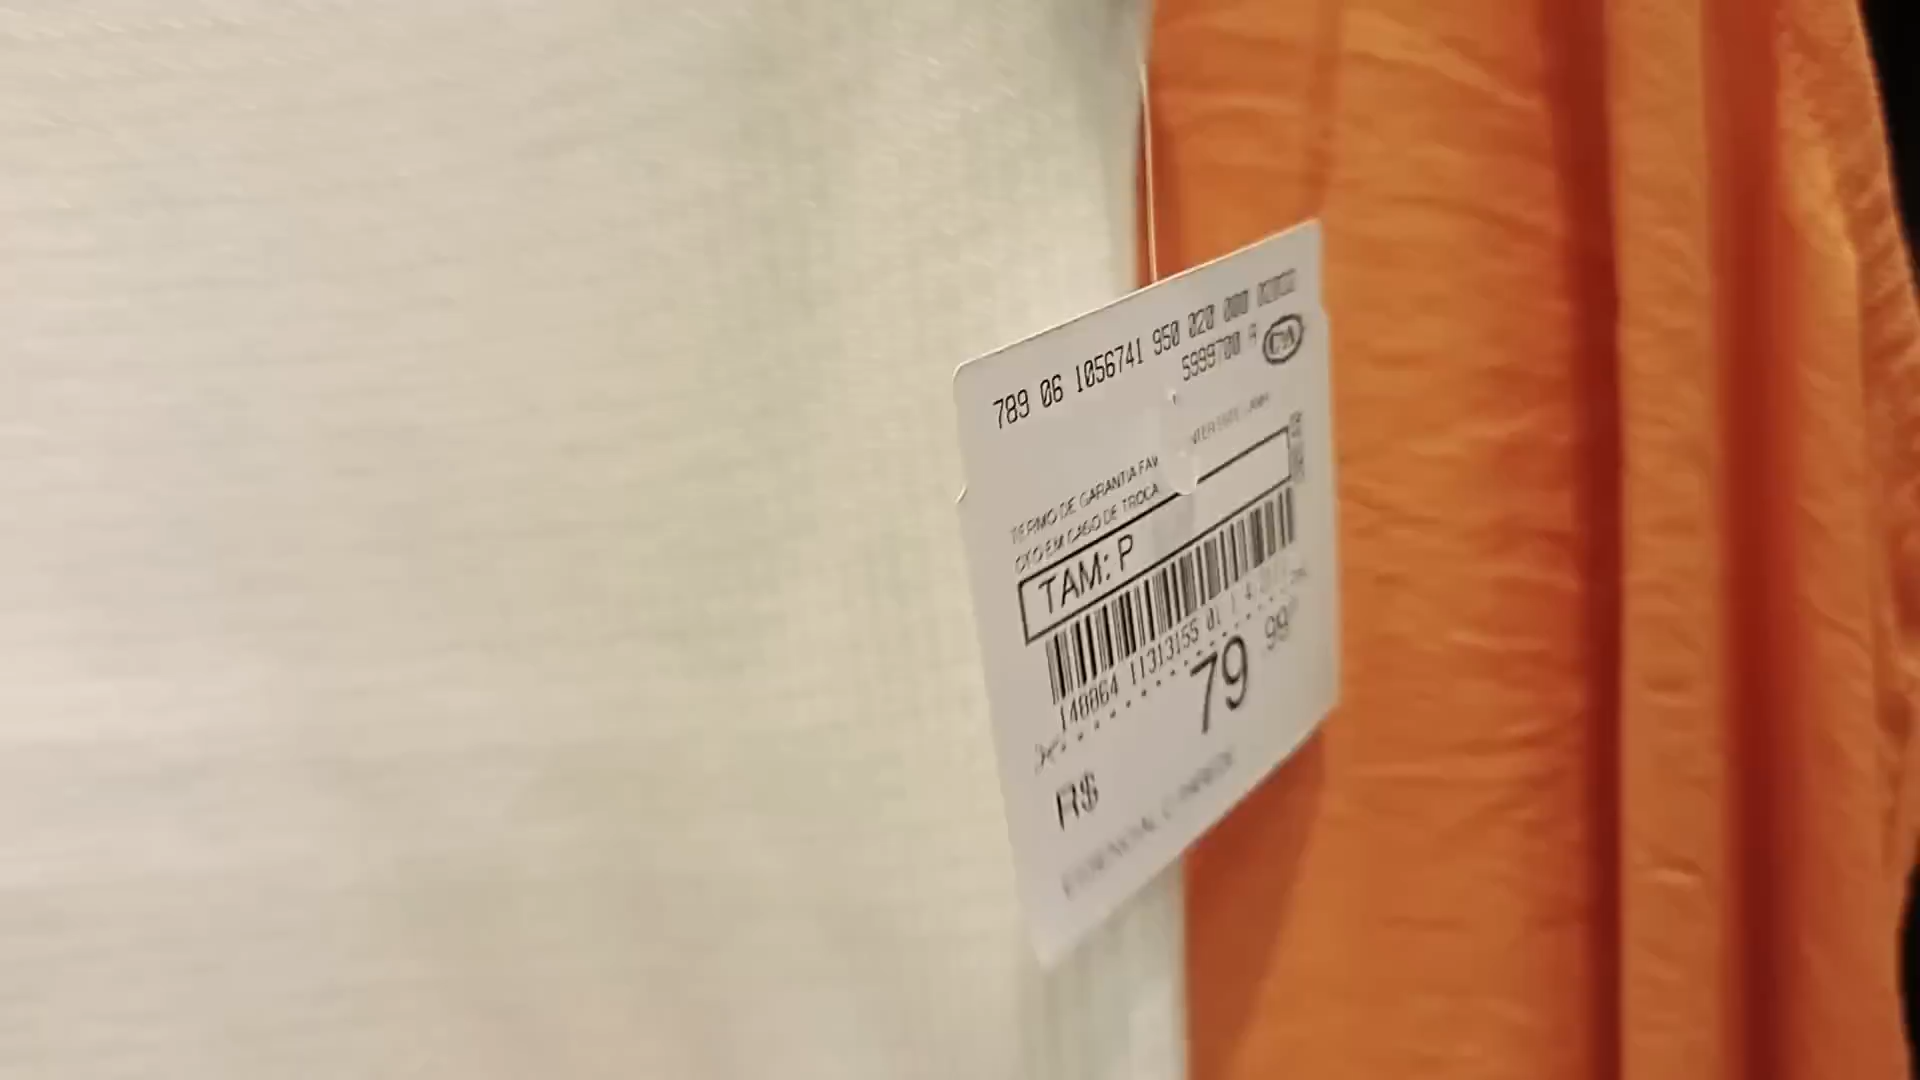 789 06 1056741 950 020 000
5999700 A C&A
TERMO DE GARANTIA
EM CASO DE TROCA
TAM: P
148864 11313155 01
R$ 79 99